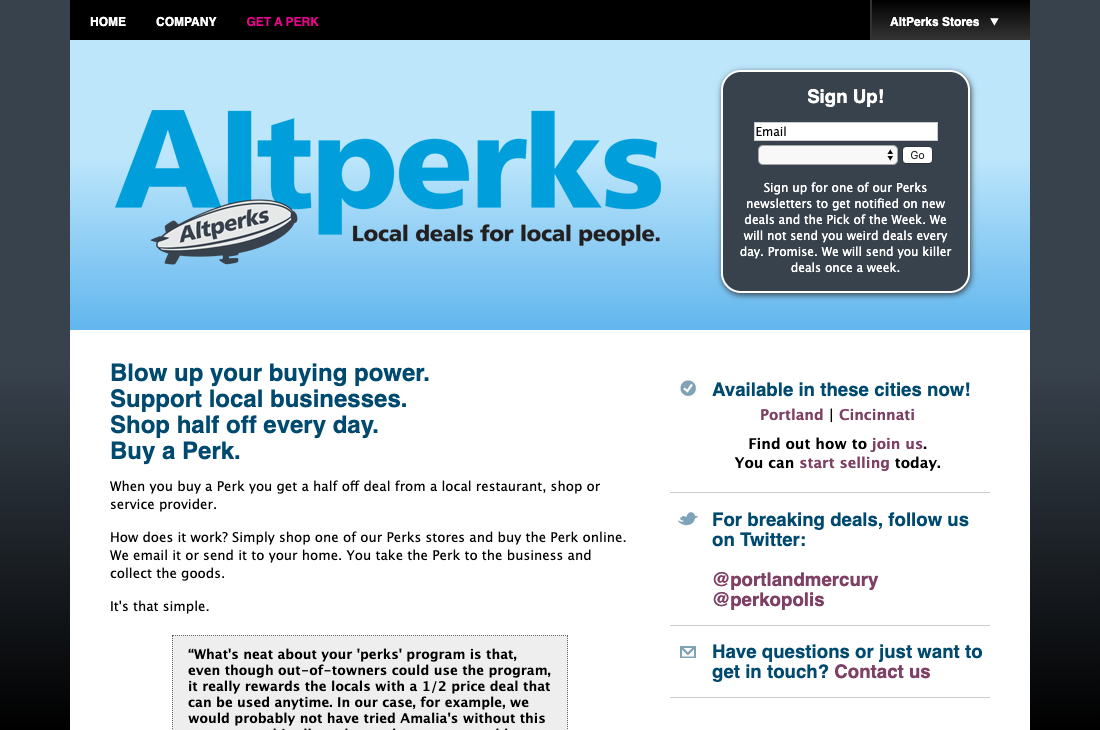 HOME COMPANY GET A PERK AltPerks Stores ▼
Altperks
Altperks
Local deals for local people.
Sign Up!
Email
Go
Sign up for one of our Perks
newsletters to get notified on new
deals and the Pick of the Week. We
will not send you weird deals every
day. Promise. We will send you killer
deals once a week.
Blow up your buying power.
Support local businesses.
Shop half off every day.
Buy a Perk.
When you buy a Perk you get a half off deal from a local restaurant, shop or
service provider.
How does it work? Simply shop one of our Perks stores and buy the Perk online.
We email it or send it to your home. You take the Perk to the business and
collect the goods.
It's that simple.
“What's neat about your 'perks' program is that,
even though out-of-towners could use the program,
it really rewards the locals with a 1/2 price deal that
can be used anytime. In our case, for example, we
would probably not have tried Amalia's without this
Available in these cities now!
Portland | Cincinnati
Find out how to join us.
You can start selling today.
For breaking deals, follow us
on Twitter:
@portlandmercury
@perkopolis
Have questions or just want to
get in touch? Contact us